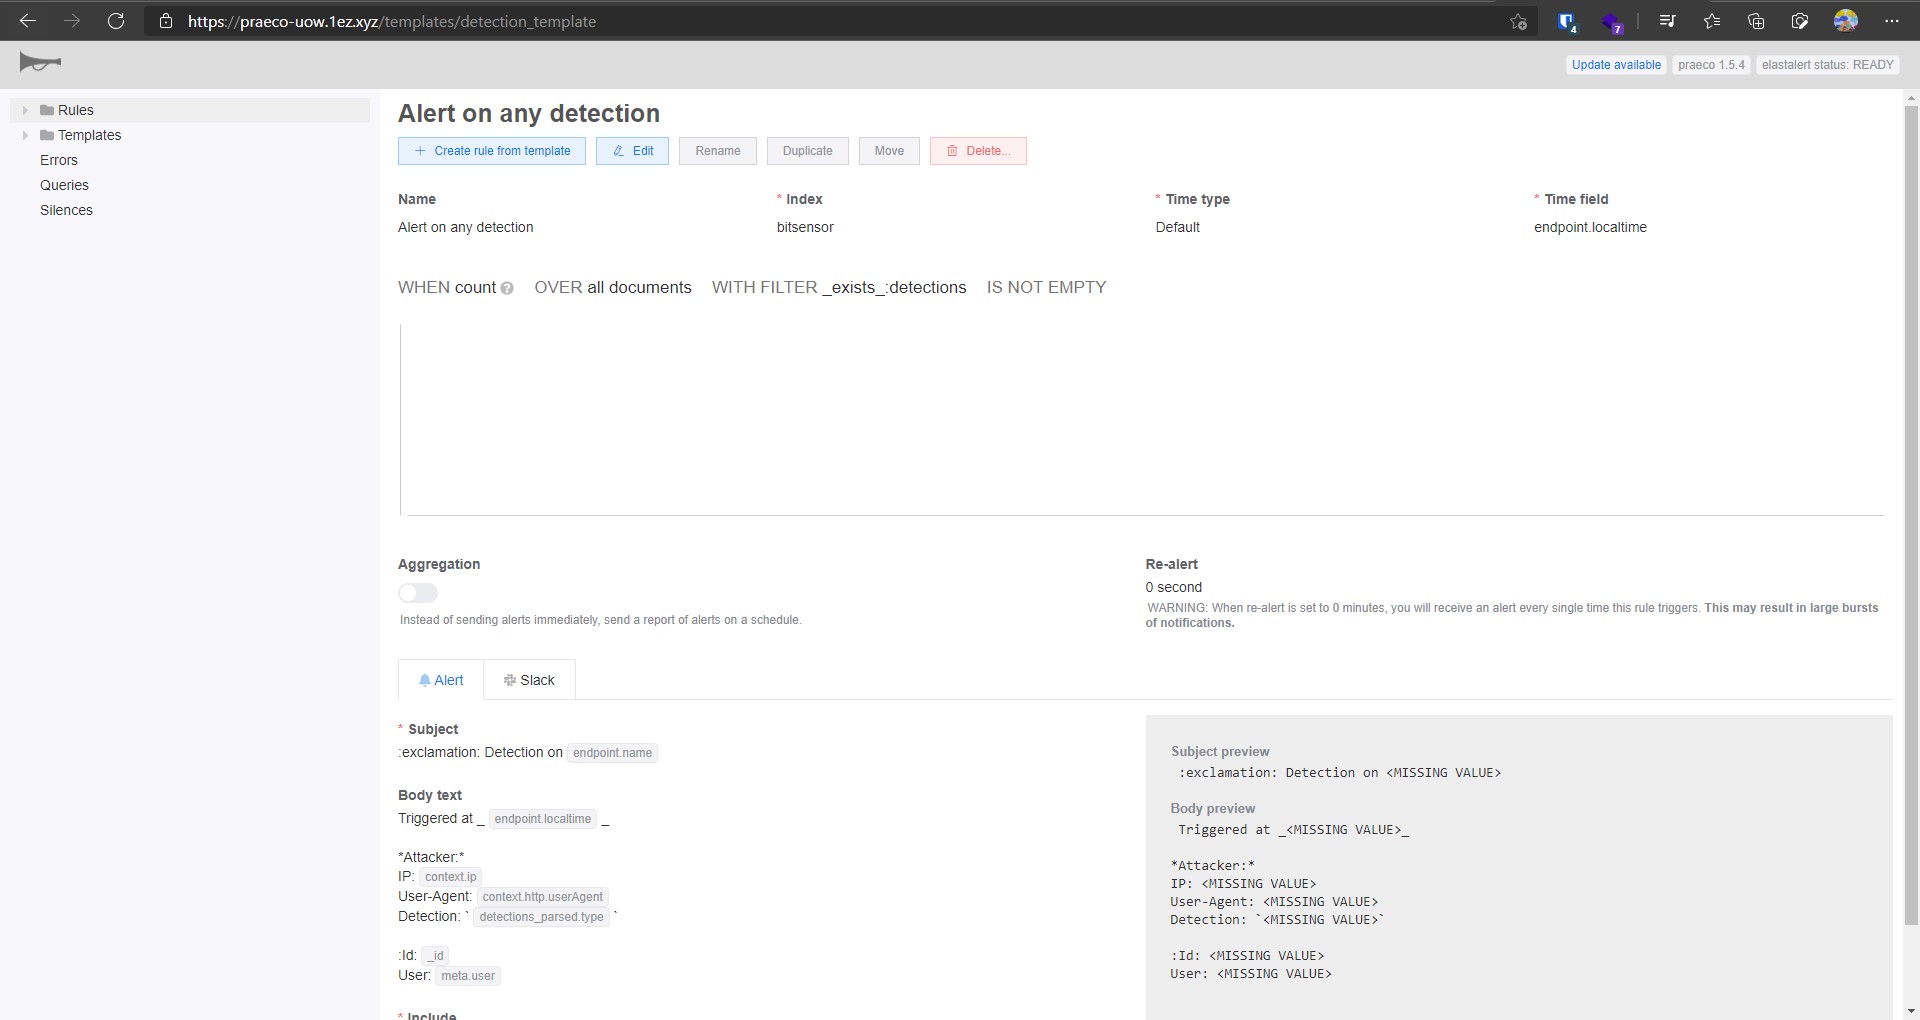 https://praeco-uow.1ez.xyz/templates/detection_template
4
7
Update available
praeco 1.5.4
elastalert status: READY
Rules
Templates
Errors
Queries
Silences
Alert on any detection
Create rule from template
Edit
Rename
Duplicate
Move
Delete...
Name
* Index
* Time type
* Time field
Alert on any detection
bitsensor
Default
endpoint.localtime
WHEN count ? OVER all documents WITH FILTER _exists_:detections IS NOT EMPTY
Aggregation
Instead of sending alerts immediately, send a report of alerts on a schedule.
Re-alert
0 second
WARNING: When re-alert is set to 0 minutes, you will receive an alert every single time this rule triggers. This may result in large bursts
of notifications.
Alert
Slack
* Subject
:exclamation: Detection on endpoint.name
Body text
Triggered at _ endpoint.localtime _
*Attacker:*
IP: context.ip
User-Agent: context.http.userAgent
Detection: ` detections_parsed.type `
:Id: _id
User: meta.user
* Include
Subject preview
:exclamation: Detection on <MISSING VALUE>
Body preview
Triggered at _<MISSING VALUE>_
*Attacker:*
IP: <MISSING VALUE>
User-Agent: <MISSING VALUE>
Detection: `<MISSING VALUE>`
:Id: <MISSING VALUE>
User: <MISSING VALUE>